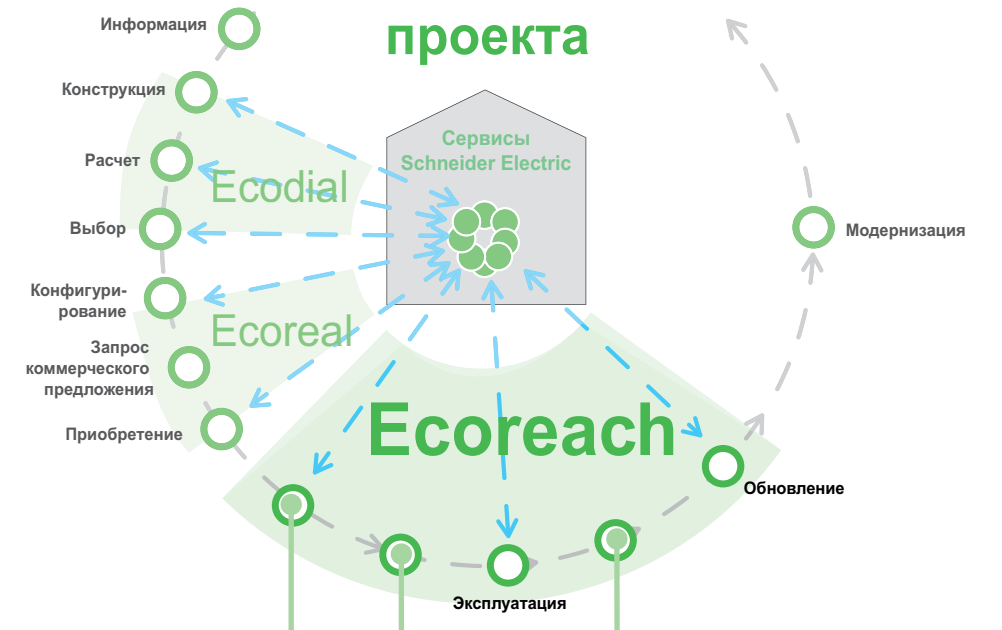 проекта
Информация
Конструкция
Сервисы
Schneider Electric
Расчет
Ecodial
Выбор
Модернизация
Конфигури-
рование
Ecoreal
Запрос
коммерческого
предложения
Приобретение
Ecoreach
Обновление
Эксплуатация